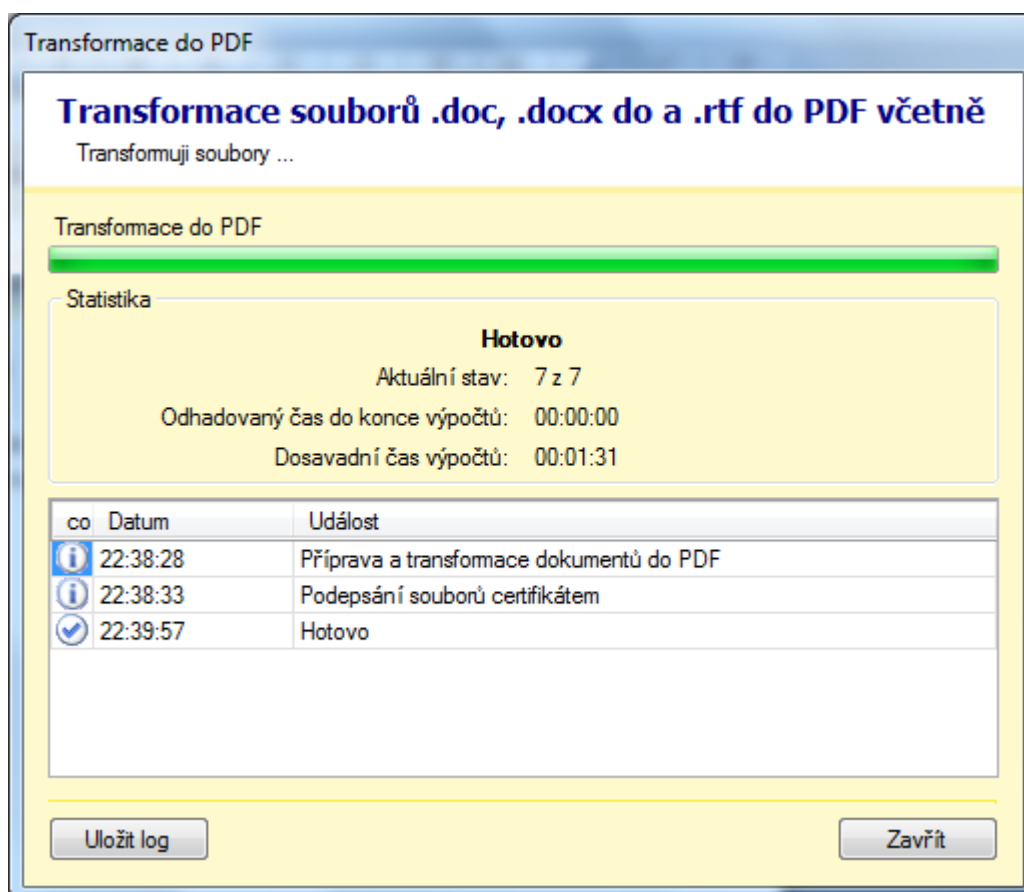 Transformace do PDF
Transformace souborů .doc, .docx do a .rtf do PDF včetně
Transformuji soubory ...
Transformace do PDF
Statistika
Hotovo
Aktuální stav: 7 z 7
Odhadovaný čas do konce výpočtů: 00:00:00
Dosavadní čas výpočtů: 00:01:31
co Datum Událost
22:38:28 Příprava a transformace dokumentů do PDF
22:38:33 Podepsání souborů certifikátem
22:39:57 Hotovo
Uložit log Zavřít